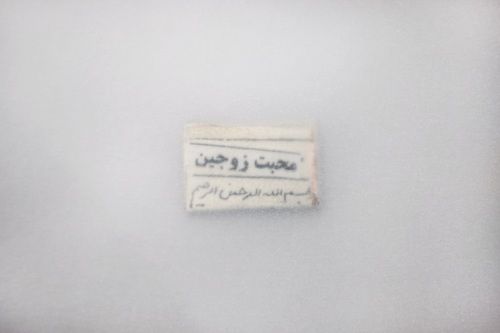 محبت زوجین
بسم الله الرحمن الرحیم